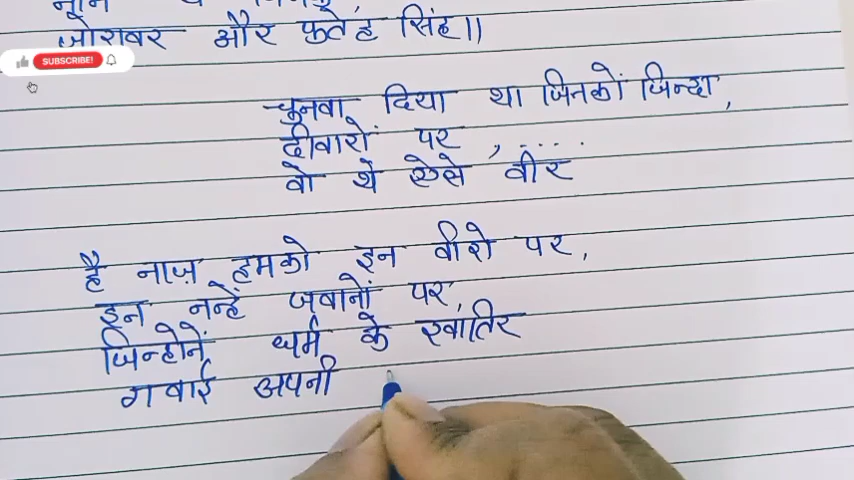 जोरावर और फतेह सिंह॥
SUBSCRIBE!
चुनवा दिया था जिनकों जिन्दा,
दीवारों पर, ....
वो थे ऐसे वीर
है नाज़ हमको इन वीरो पर,
इन नन्हें जवानों पर,
जिन्होनें धर्म के खातिर
गवाई अपनी